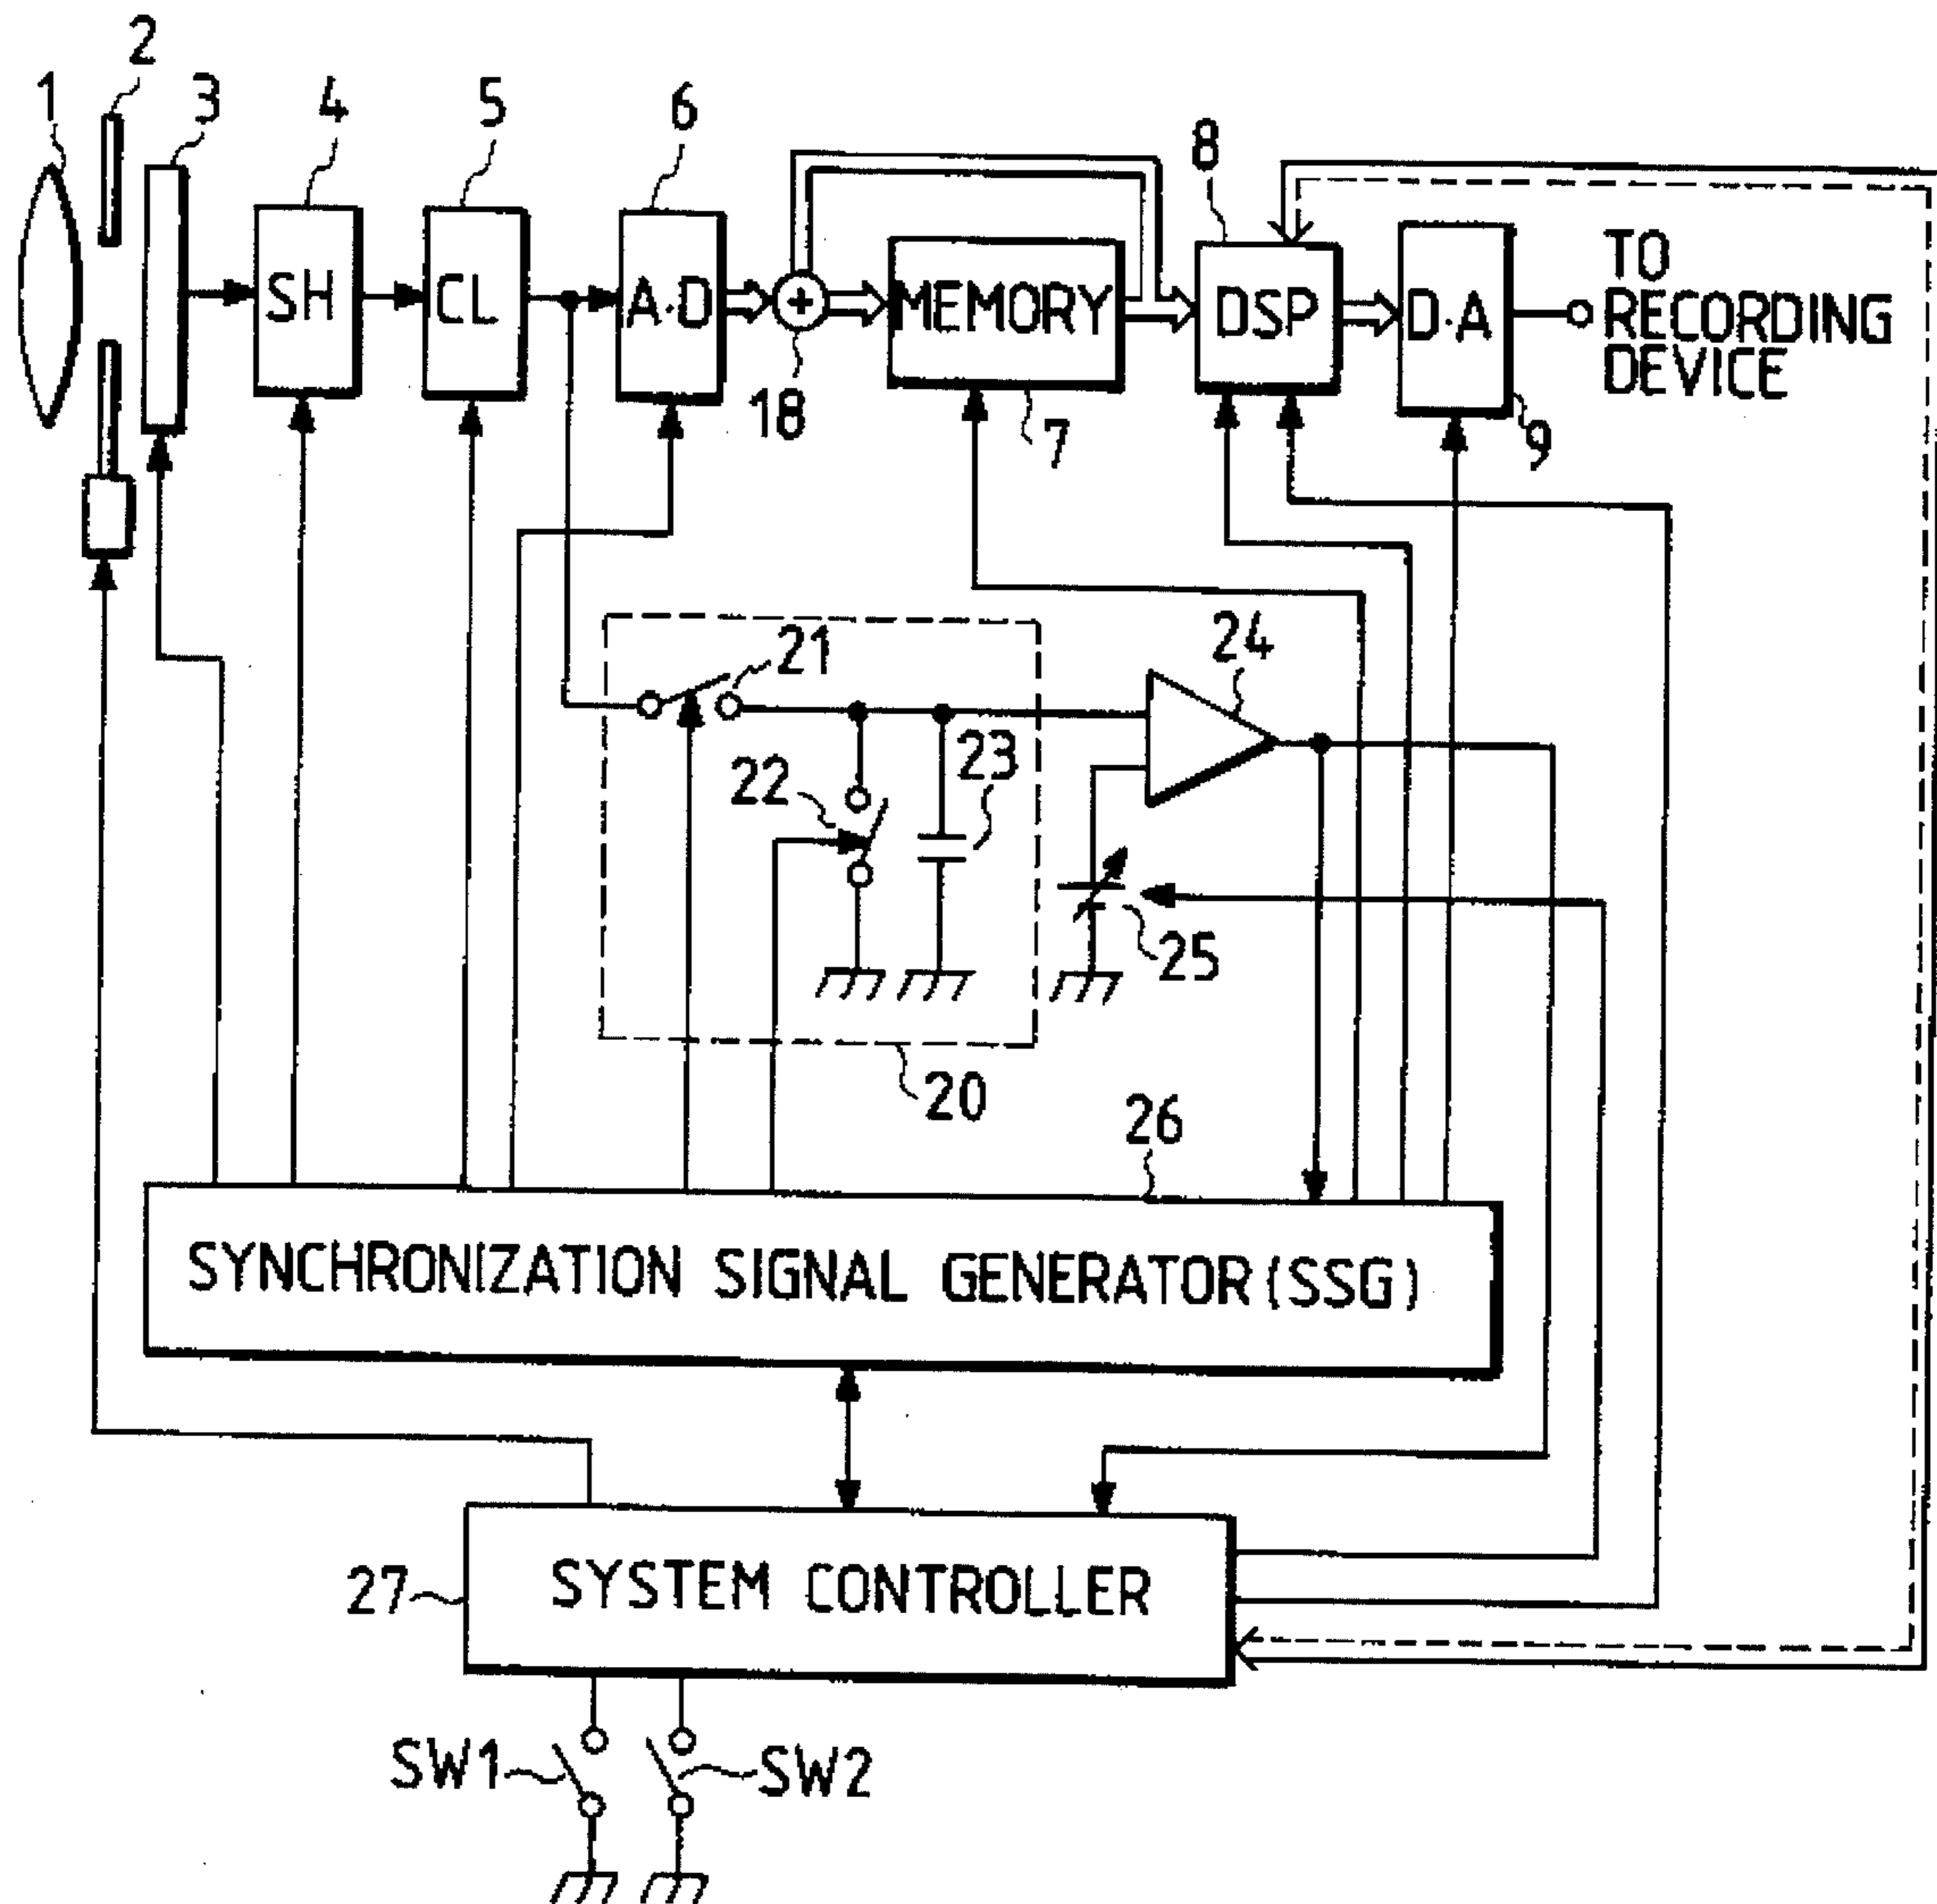 2
1
3
4
5
6
8
SH
CL
A·D
MEMORY
DSP
D·A
TO
RECORDING
DEVICE
18
7
9
21
24
22
23
25
20
26
SYNCHRONIZATION SIGNAL GENERATOR (SSG)
27
SYSTEM CONTROLLER
SW1
SW2